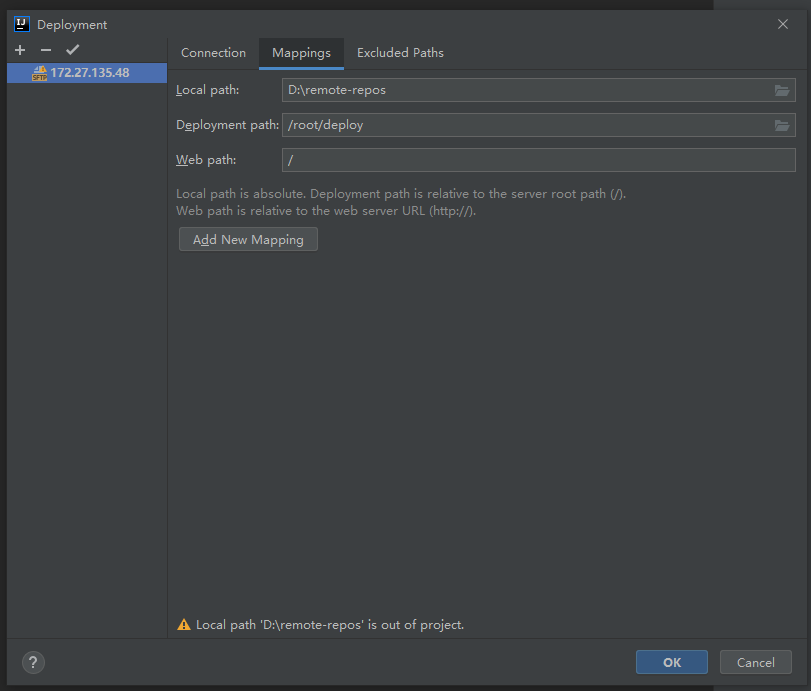 IJ Deployment
172.27.135.48
SFTP
Connection Mappings Excluded Paths
Local path: D:\remote-repos
Deployment path: /root/deploy
Web path: /
Local path is absolute. Deployment path is relative to the server root path (/).
Web path is relative to the web server URL (http://).
Add New Mapping
Local path 'D:\remote-repos' is out of project.
? OK Cancel